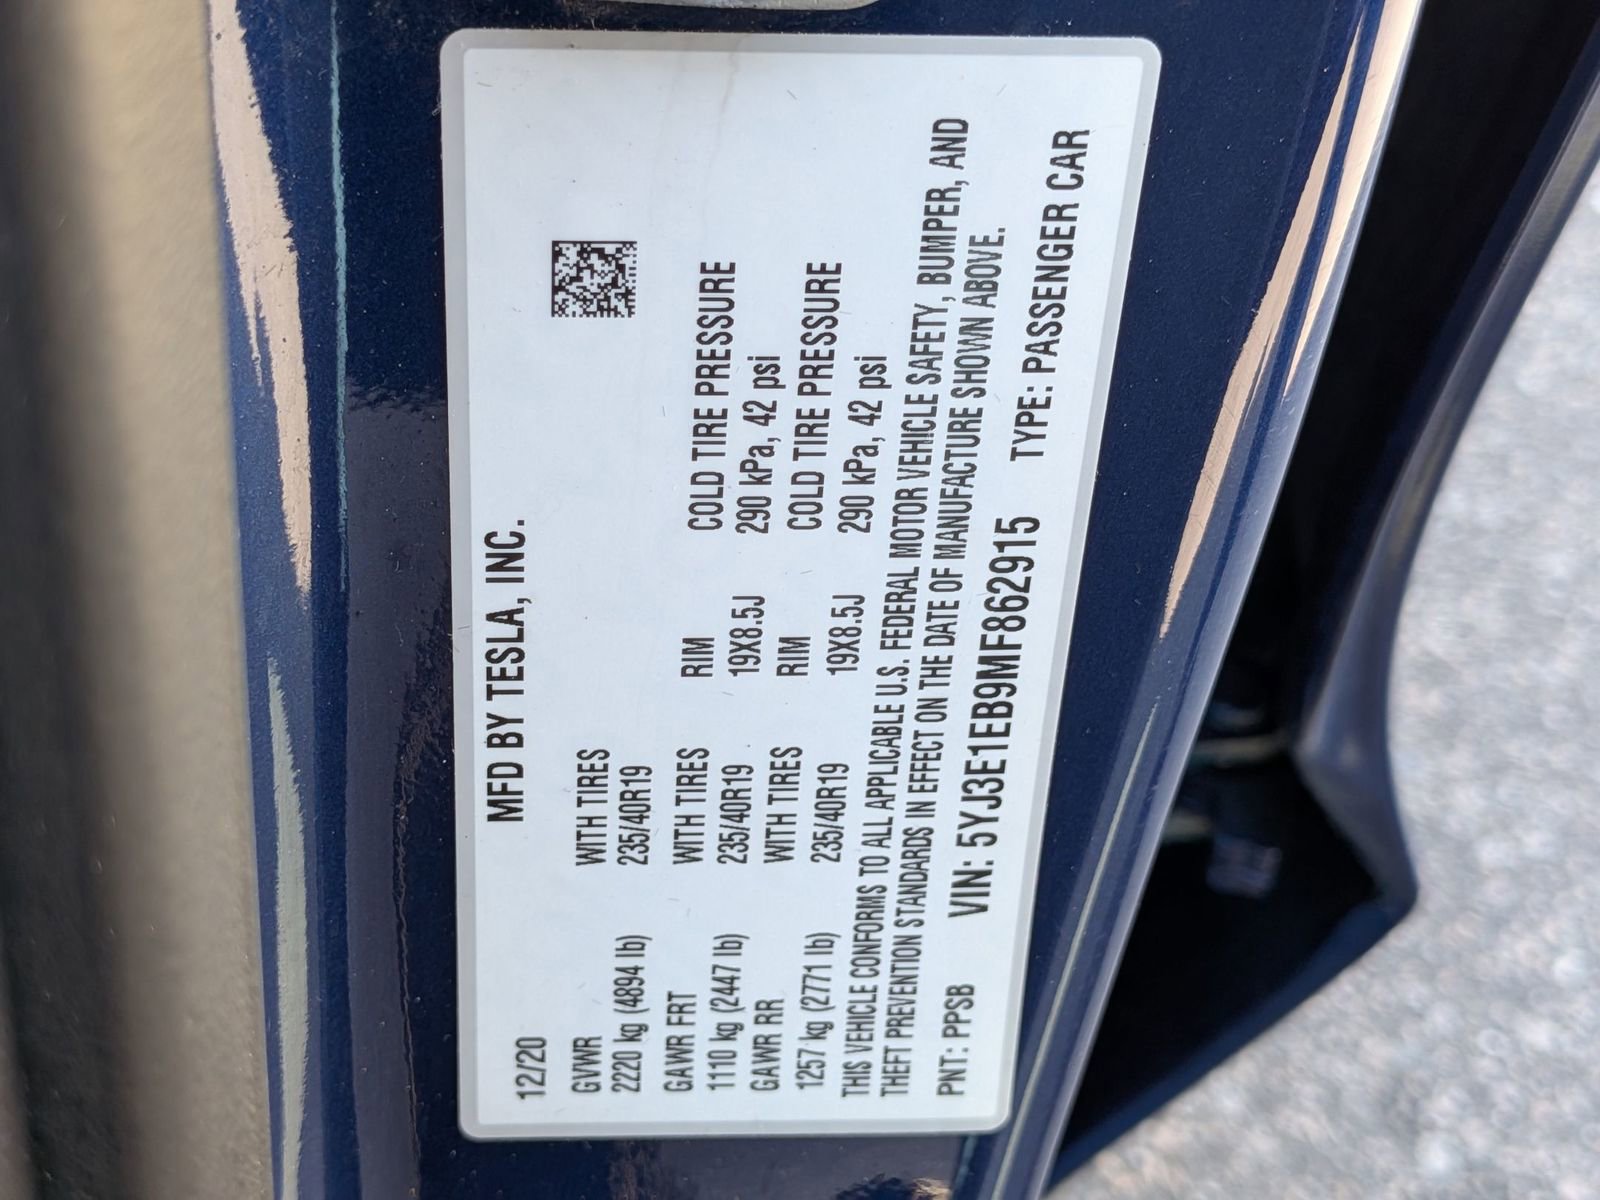 MFD BY TESLA, INC.
12/20
GVWR WITH TIRES
2220 kg (4894 lb) 235/40R19
GAWR FRT WITH TIRES RIM COLD TIRE PRESSURE
1110 kg (2447 lb) 235/40R19 19X8.5J 290 kPa, 42 psi
GAWR RR WITH TIRES RIM COLD TIRE PRESSURE
1257 kg (2771 lb) 235/40R19 19X8.5J 290 kPa, 42 psi
THIS VEHICLE CONFORMS TO ALL APPLICABLE U.S. FEDERAL MOTOR VEHICLE SAFETY, BUMPER, AND
THEFT PREVENTION STANDARDS IN EFFECT ON THE DATE OF MANUFACTURE SHOWN ABOVE.
PNT: PPSB VIN: 5YJ3E1EB9MF862915 TYPE: PASSENGER CAR